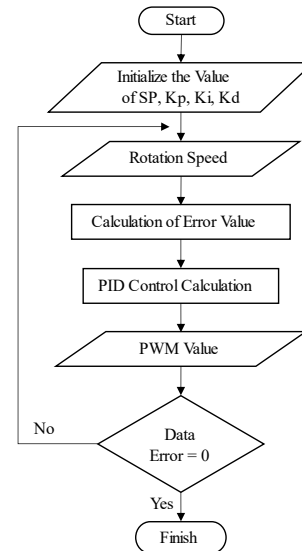 Start
Initialize the Value
of SP, Kp, Ki, Kd
Rotation Speed
Calculation of Error Value
PID Control Calculation
PWM Value
No
Data
Error = 0
Yes
Finish